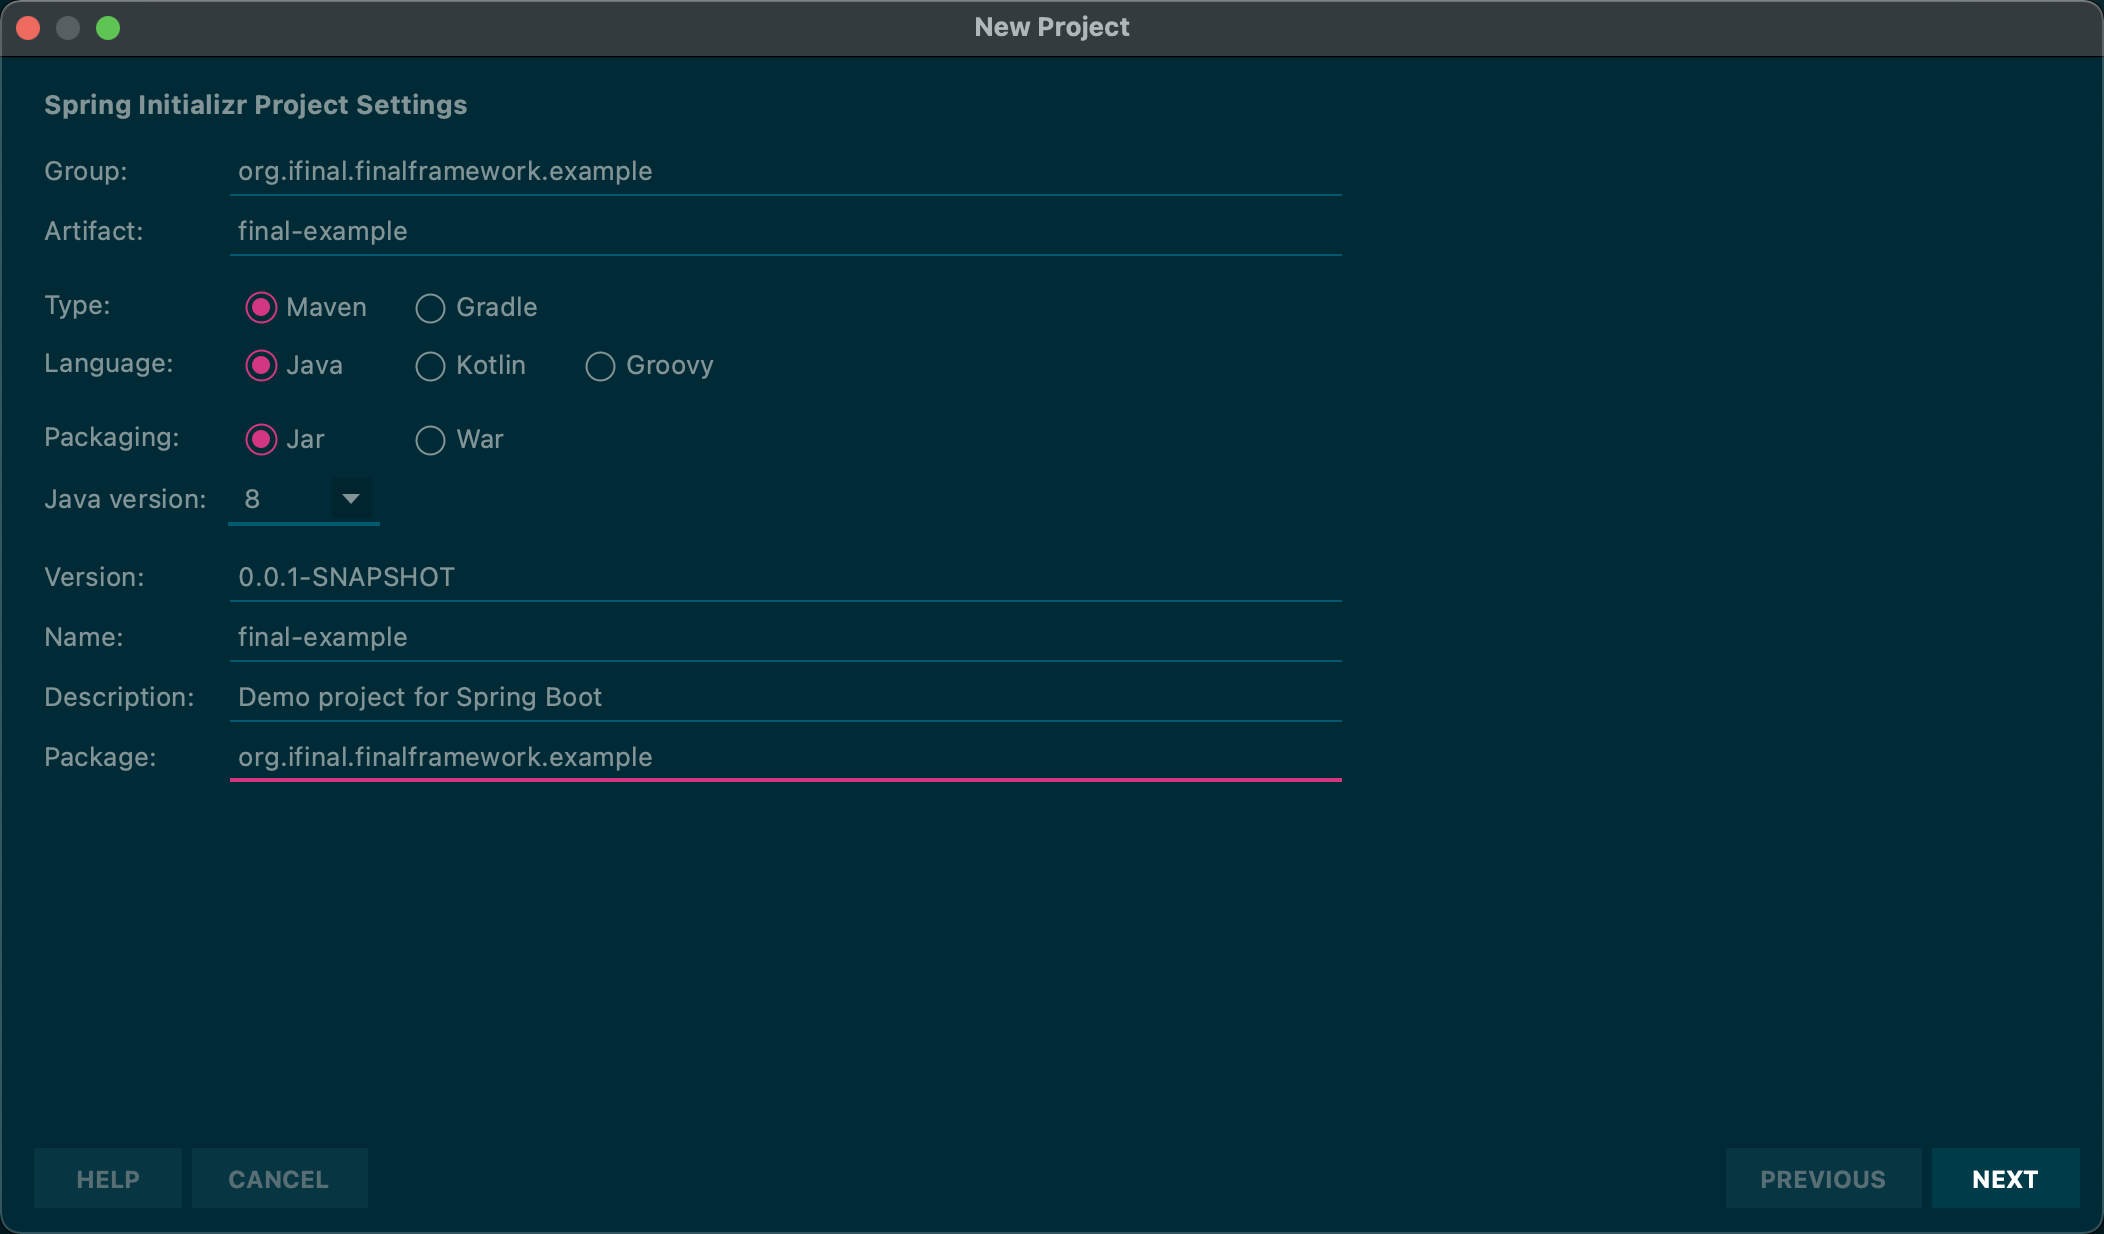 New Project
Spring Initializr Project Settings
Group: org.ifinal.finalframework.example
Artifact: final-example
Type: Maven Gradle
Language: Java Kotlin Groovy
Packaging: Jar War
Java version: 8
Version: 0.0.1-SNAPSHOT
Name: final-example
Description: Demo project for Spring Boot
Package: org.ifinal.finalframework.example
HELP CANCEL PREVIOUS NEXT